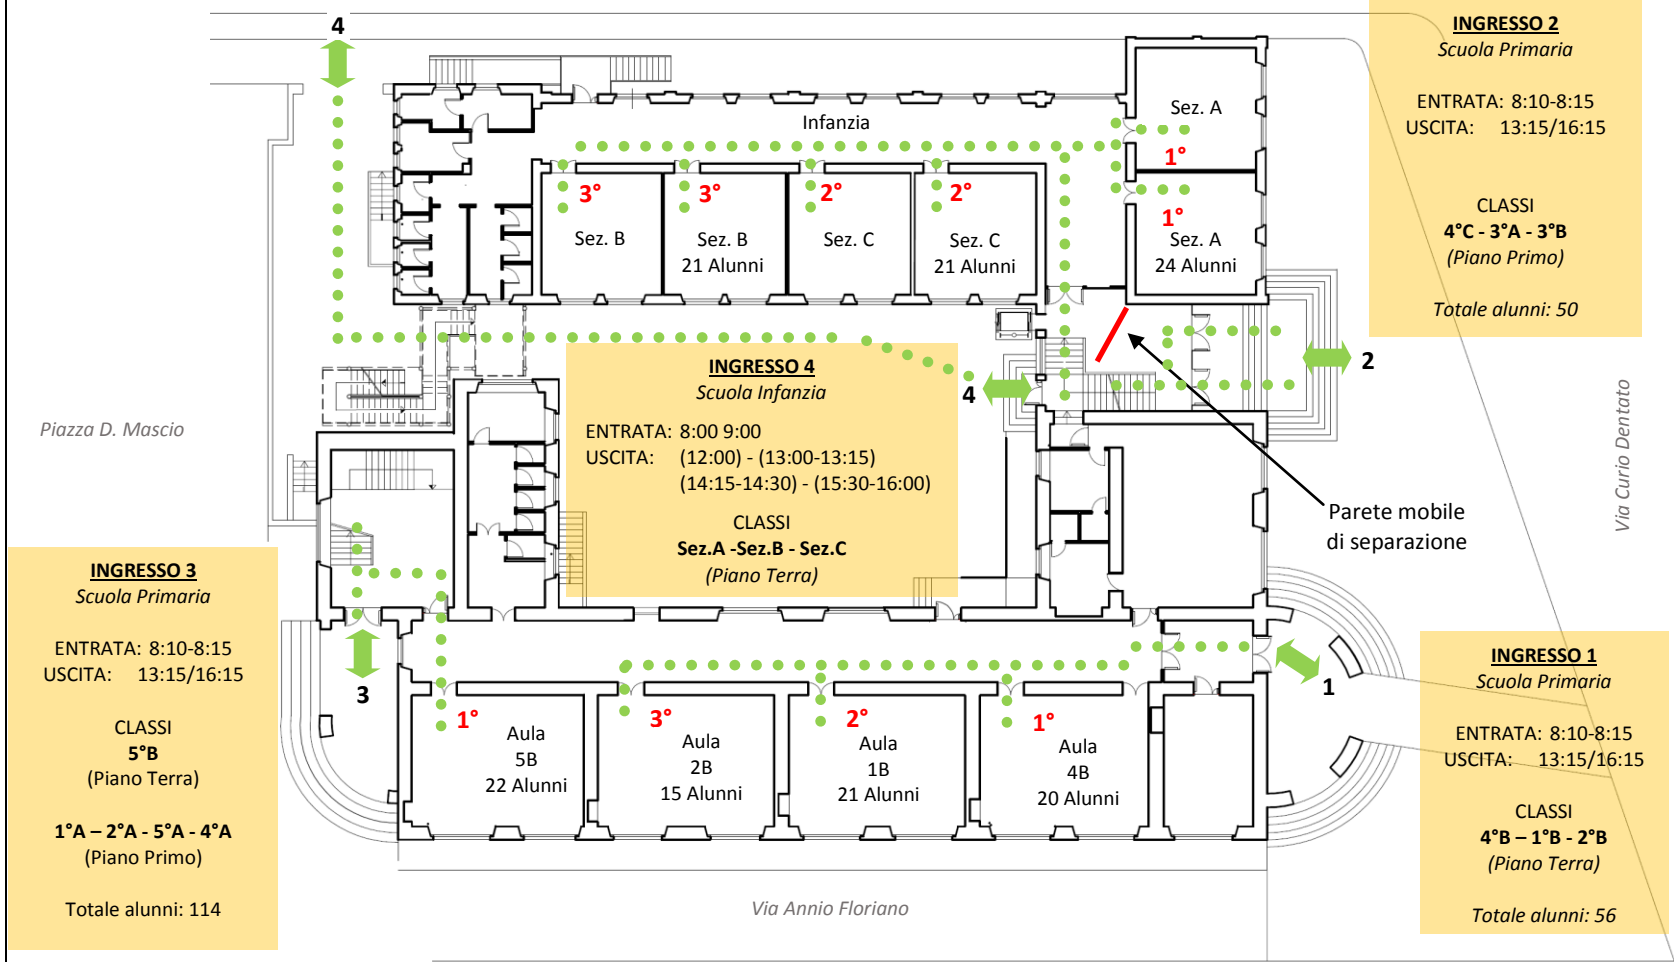 4
INGRESSO 2
Scuola Primaria
ENTRATA: 8:10-8:15
USCITA: 13:15/16:15
CLASSI
4°C - 3°A - 3°B
(Piano Primo)
Totale alunni: 50
Infanzia
Sez. A
1°
3°
Sez. B
3°
Sez. B
21 Alunni
2°
Sez. C
2°
Sez. C
21 Alunni
1°
Sez. A
24 Alunni
2
4
INGRESSO 4
Scuola Infanzia
ENTRATA: 8:00 9:00
USCITA: (12:00) - (13:00-13:15)
(14:15-14:30) - (15:30-16:00)
CLASSI
Sez.A -Sez.B - Sez.C
(Piano Terra)
Piazza D. Mascio
Via Curio Dentato
Parete mobile
di separazione
INGRESSO 3
Scuola Primaria
ENTRATA: 8:10-8:15
USCITA: 13:15/16:15
CLASSI
5°B
(Piano Terra)
1°A – 2°A - 5°A - 4°A
(Piano Primo)
Totale alunni: 114
3
1
1°
Aula
5B
22 Alunni
3°
Aula
2B
15 Alunni
2°
Aula
1B
21 Alunni
1°
Aula
4B
20 Alunni
INGRESSO 1
Scuola Primaria
ENTRATA: 8:10-8:15
USCITA: 13:15/16:15
CLASSI
4°B – 1°B - 2°B
(Piano Terra)
Totale alunni: 56
Via Annio Floriano